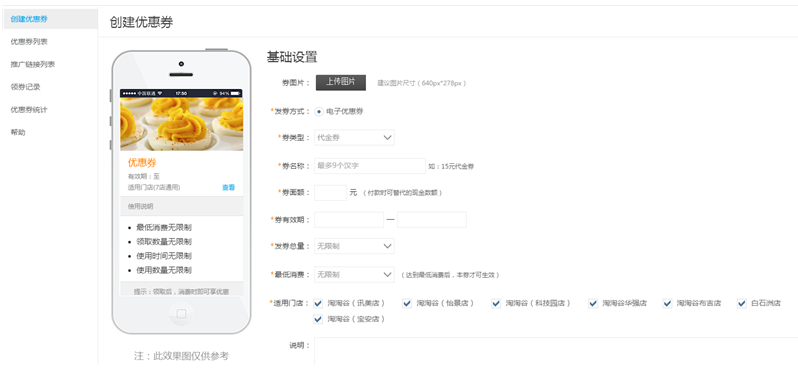 创建优惠券
优惠券列表
推广链接列表
领券记录
优惠券统计
帮助
创建优惠券
中国联通 17:50 94%
优惠券
有效期：至
适用门店(7店通用) 查看
使用说明
最低消费无限制
领取数量无限制
使用时间无限制
使用数量无限制
提示：领取后，消费时即可享优惠
注：此效果图仅供参考
基础设置
券图片： 上传图片 建议图片尺寸（640px*278px）
*发券方式： 电子优惠券
*券类型： 代金券
*券名称： 最多9个汉字 如：15元代金券
*券面额： 元 （付款时可替代的现金数额）
*券有效期： —
*发券总量： 无限制
*最低消费： 无限制 （达到最低消费后，本券才可生效）
*适用门店： 淘淘谷（讯美店） 淘淘谷（怡景店） 淘淘谷（科技园店） 淘淘谷华强店 淘淘谷布吉店 白石洲店
淘淘谷（宝安店）
说明：